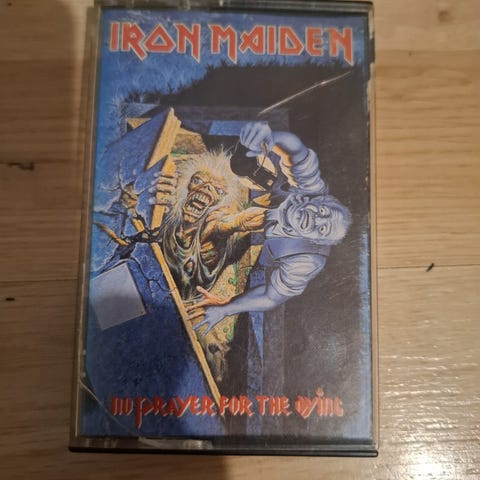 IRON MAIDEN
NO PRAYER FOR THE DYING